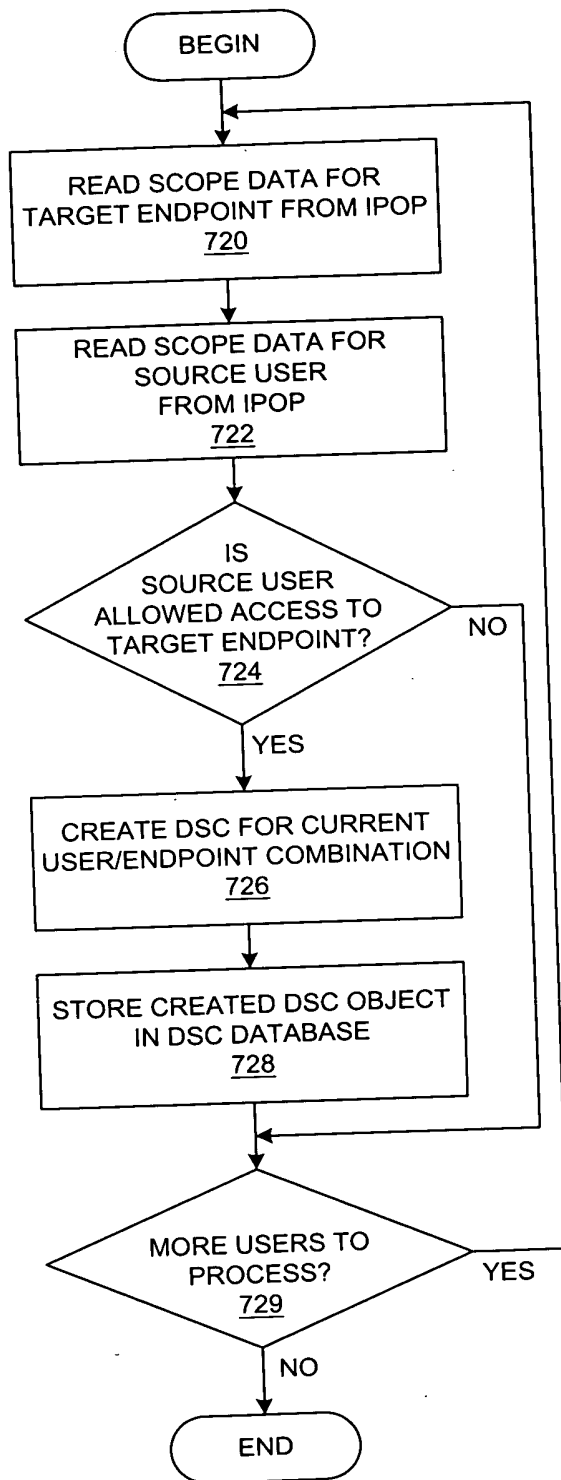 BEGIN
READ SCOPE DATA FOR
TARGET ENDPOINT FROM IPOP
720
READ SCOPE DATA FOR
SOURCE USER
FROM IPOP
722
IS
SOURCE USER
ALLOWED ACCESS TO
TARGET ENDPOINT?
724
NO
YES
CREATE DSC FOR CURRENT
USER/ENDPOINT COMBINATION
726
STORE CREATED DSC OBJECT
IN DSC DATABASE
728
MORE USERS TO
PROCESS?
729
YES
NO
END